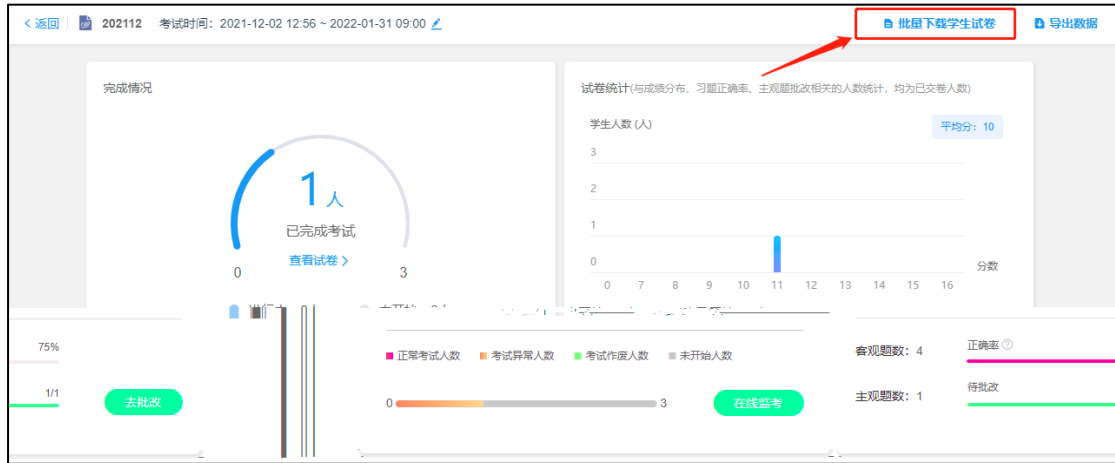 < 返回 202112 考试时间：2021-12-02 12:56 ~ 2022-01-31 09:00 批量下载学生试卷 导出数据
完成情况
1人
已完成考试
查看试卷 >
0 3
试卷统计(与成绩分布、习题正确率、主观题批改相关的人数统计，均为已交卷人数)
学生人数 (人)
平均分：10
3
2
1
0
分数
0 7 8 9 10 11 12 13 14 15 16
75%
1/1
去批改
正常考试人数 考试异常人数 考试作废人数 未开始人数
0 3
在线监考
客观题数：4 正确率
待批改
主观题数：1